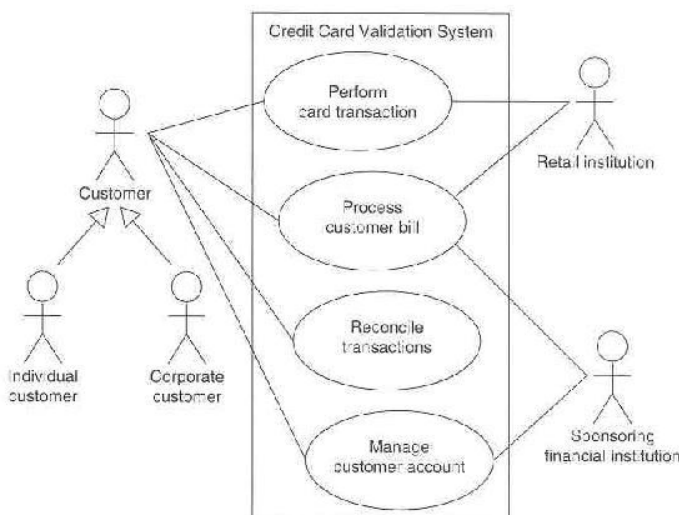 Credit Card Validation System
Perform
card transaction
Customer
Retail institution
Process
customer bill
Individual
customer
Corporate
customer
Reconcile
transactions
Manage
customer account
Sponsoring
financial institution